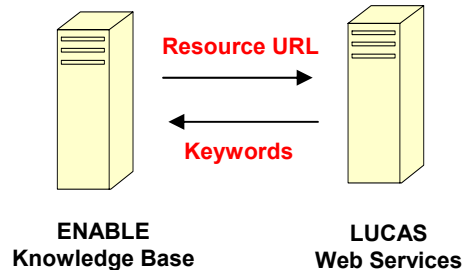 Resource URL
Keywords
ENABLE
Knowledge Base
LUCAS
Web Services